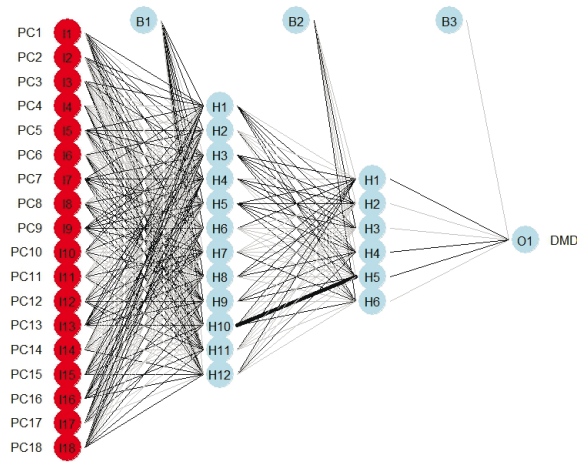 B1 B2 B3
PC1 I1
PC2 I2
PC3 I3
PC4 I4 H1
PC5 I5 H2
PC6 I6 H3
PC7 I7 H4 H1
PC8 I8 H5 H2
PC9 I9 H6 H3
PC10 I10 H7 H4 O1 DMD
PC11 I11 H8 H5
PC12 I12 H9 H6
PC13 I13 H10
PC14 I14 H11
PC15 I15 H12
PC16 I16
PC17 I17
PC18 I18